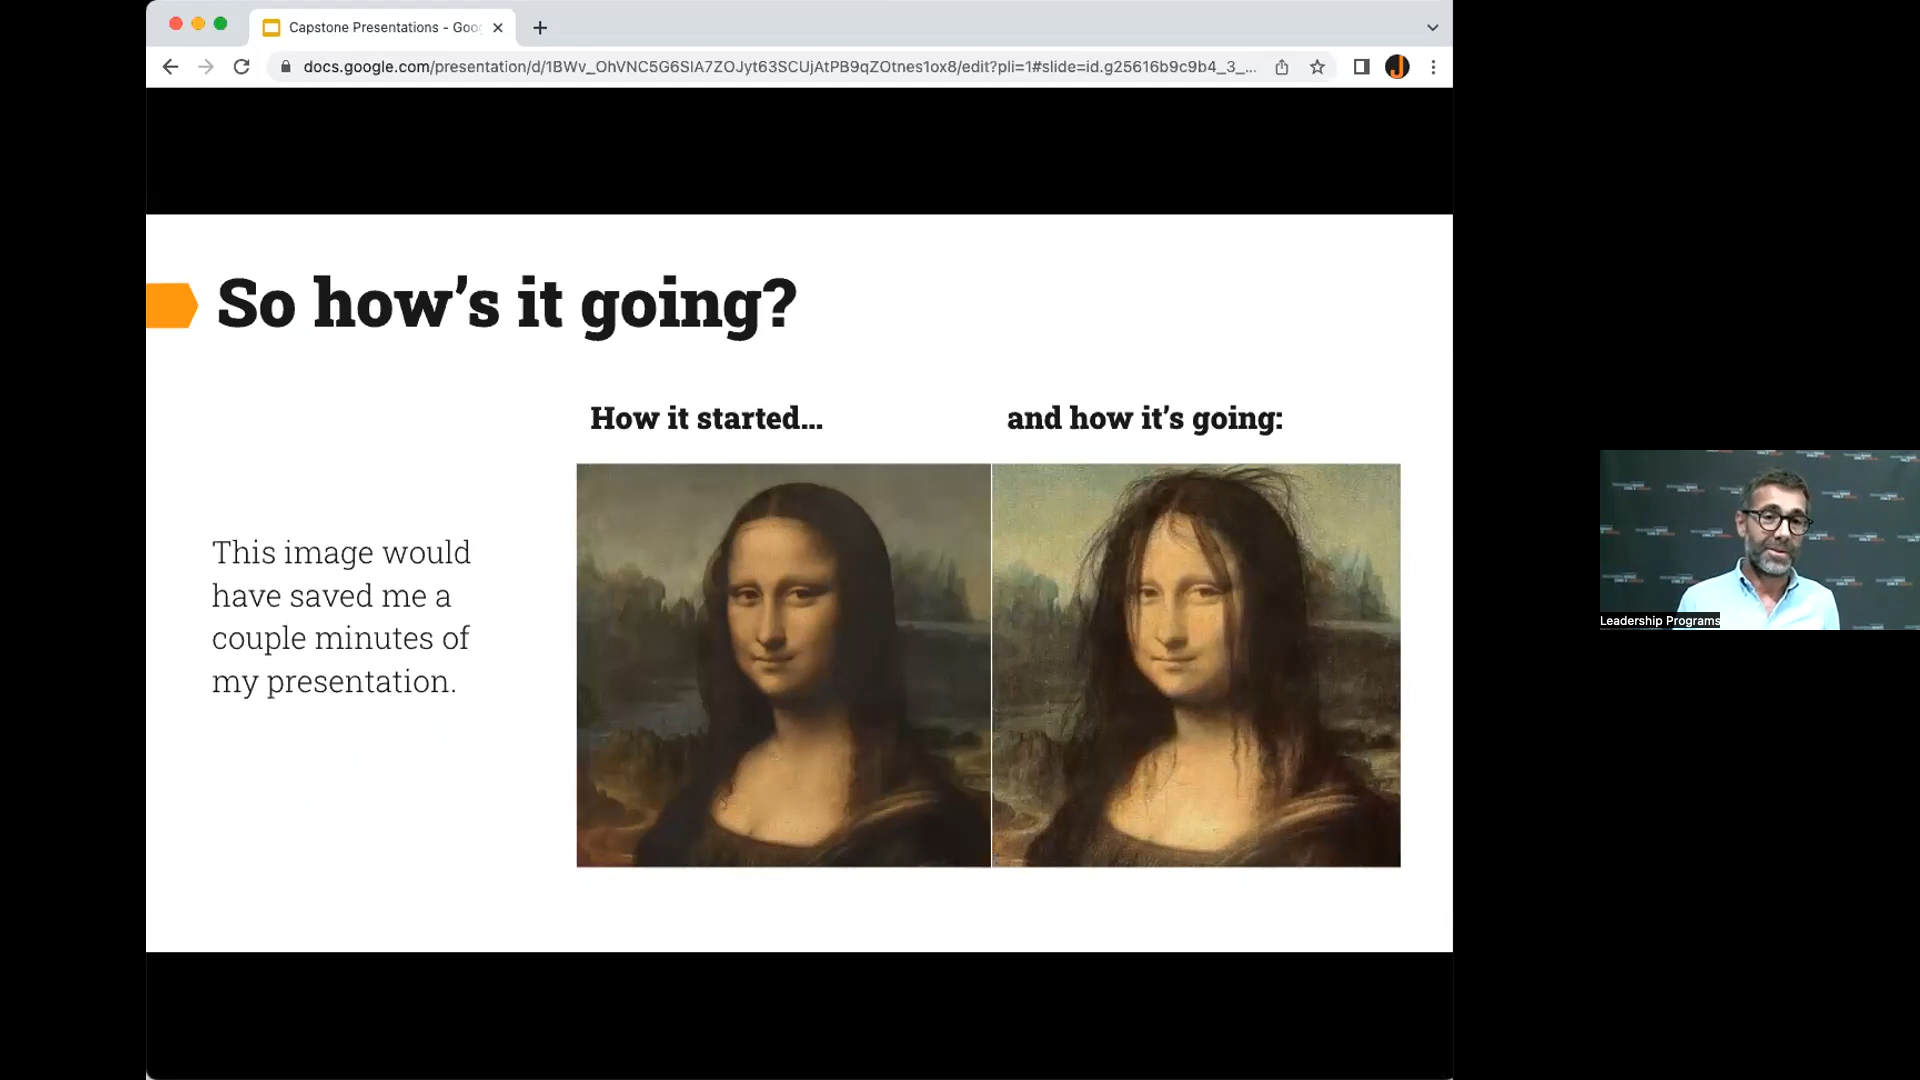 Capstone Presentations - Goo
docs.google.com/presentation/d/1BWv_OhVNC5G6SlA7ZOJyt63SCUjAtPB9qZOtnes1ox8/edit?pli=1#slide=id.g25616b9c9b4_3_...
So how’s it going?
How it started...
and how it’s going:
This image would
have saved me a
couple minutes of
my presentation.
Leadership Programs